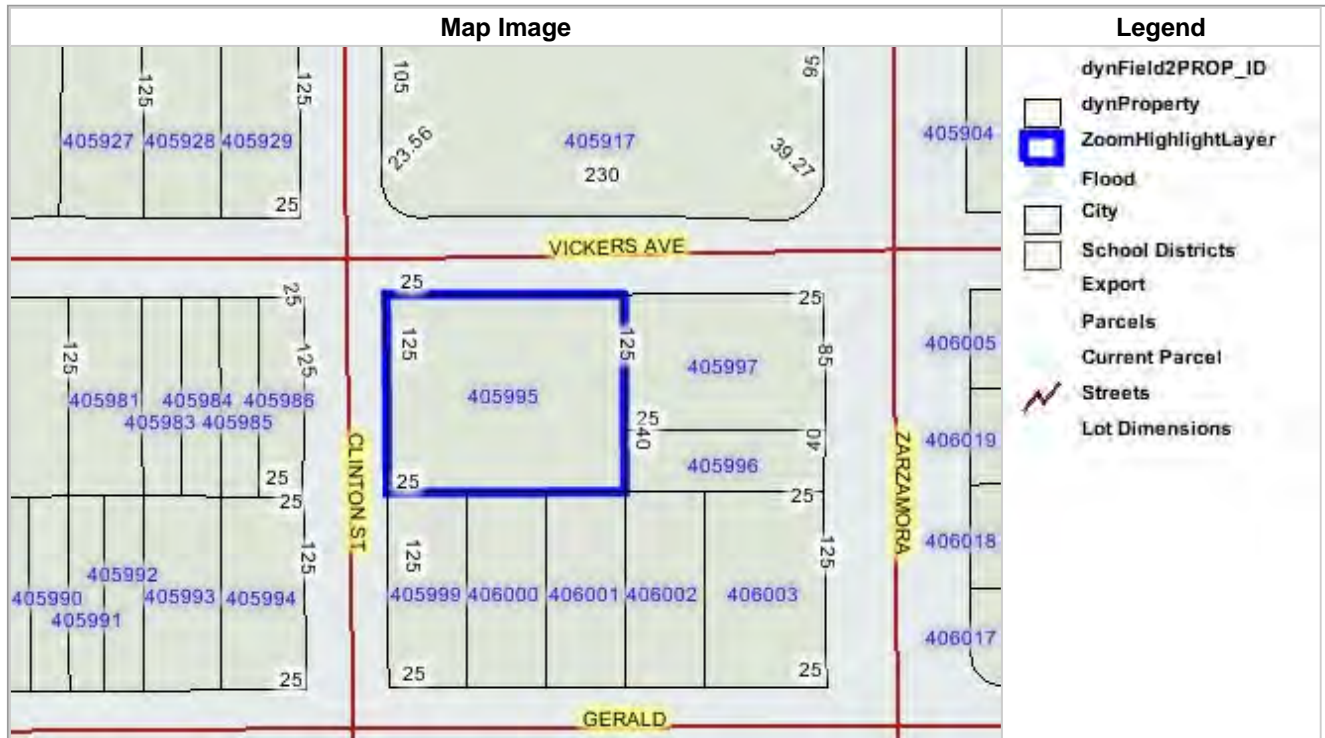 Map Image
Legend
dynField2PROP_ID
dynProperty
ZoomHighlightLayer
Flood
City
School Districts
Export
Parcels
Current Parcel
Streets
Lot Dimensions
125
125
105
96
405927 405928 405929
405917
405904
23.56
230
39.27
25
VICKERS AVE
25
25
25
125
125
125
125
85
405997
406005
405981 405984 405986
405983 405985
405995
25
240
40
406019
CLINTON ST
ZARZAMORA
405996
25
25
25
25
406018
125
125
125
405992
405990 405993 405994
405991
405999 406000 406001 406002 406003
406017
25
25
25
GERALD